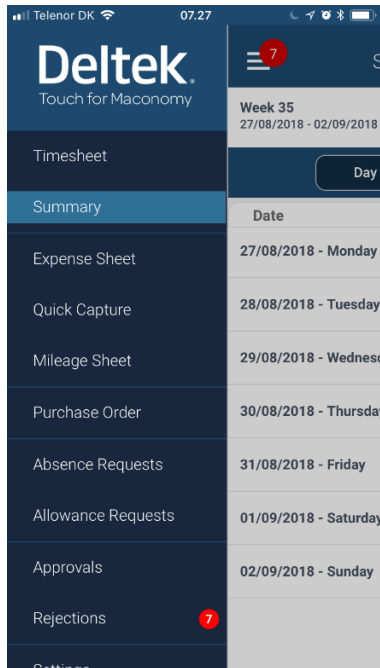 Telenor DK 07.27
Deltek.
Touch for Maconomy
Timesheet
Summary
Expense Sheet
Quick Capture
Mileage Sheet
Purchase Order
Absence Requests
Allowance Requests
Approvals
Rejections 7
Settings
7 S
Week 35
27/08/2018 - 02/09/2018
Day
Date
27/08/2018 - Monday
28/08/2018 - Tuesday
29/08/2018 - Wednesd
30/08/2018 - Thursday
31/08/2018 - Friday
01/09/2018 - Saturday
02/09/2018 - Sunday